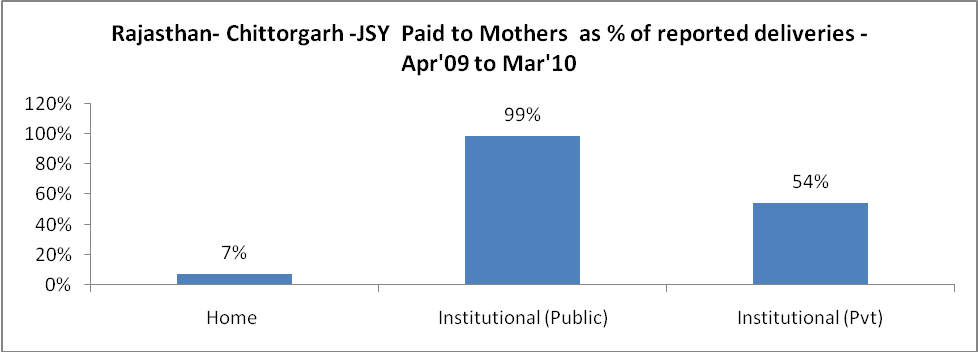 Rajasthan- Chittorgarh -JSY Paid to Mothers as % of reported deliveries -
Apr'09 to Mar'10
120%
100%
80%
60%
40%
20%
0%
7%
99%
54%
Home
Institutional (Public)
Institutional (Pvt)